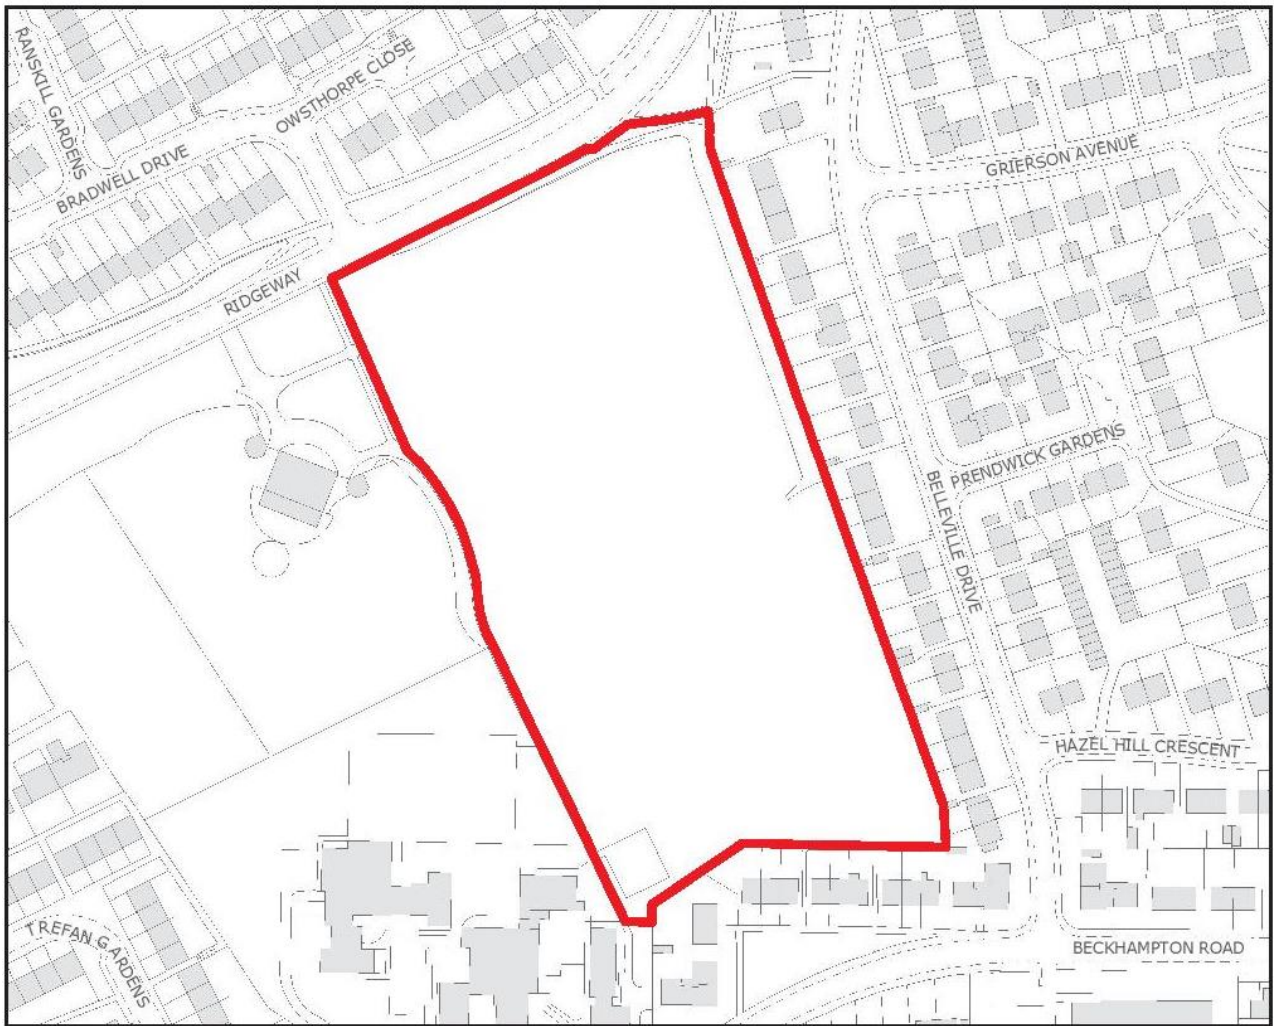 RANSKILL GARDENS
OWSTHORPE CLOSE
BRADWELL DRIVE
GRIERSON AVENUE
RIDGEWAY
PRENDWICK GARDENS
BELLEVILLE DRIVE
HAZEL HILL CRESCENT
TREFAN GARDENS
BECKHAMPTON ROAD